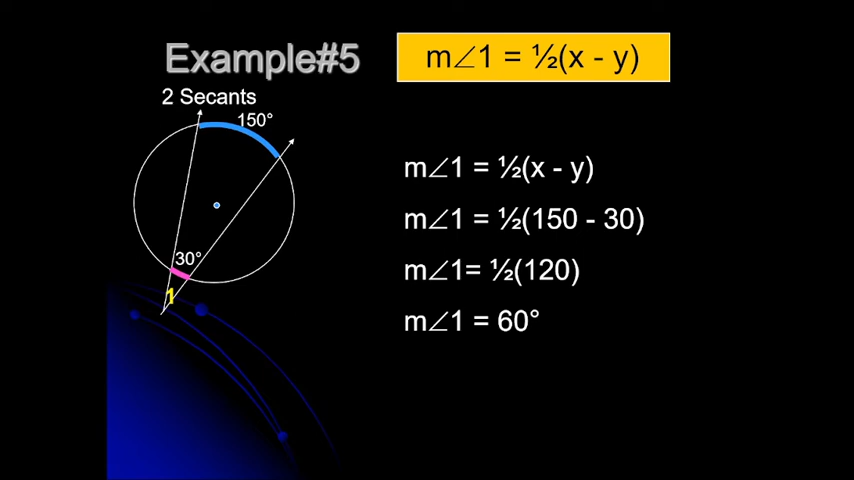 Example#5
m∠1 = ½(x - y)
2 Secants
150°
30°
1
m∠1 = ½(x - y)
m∠1 = ½(150 - 30)
m∠1= ½(120)
m∠1 = 60°